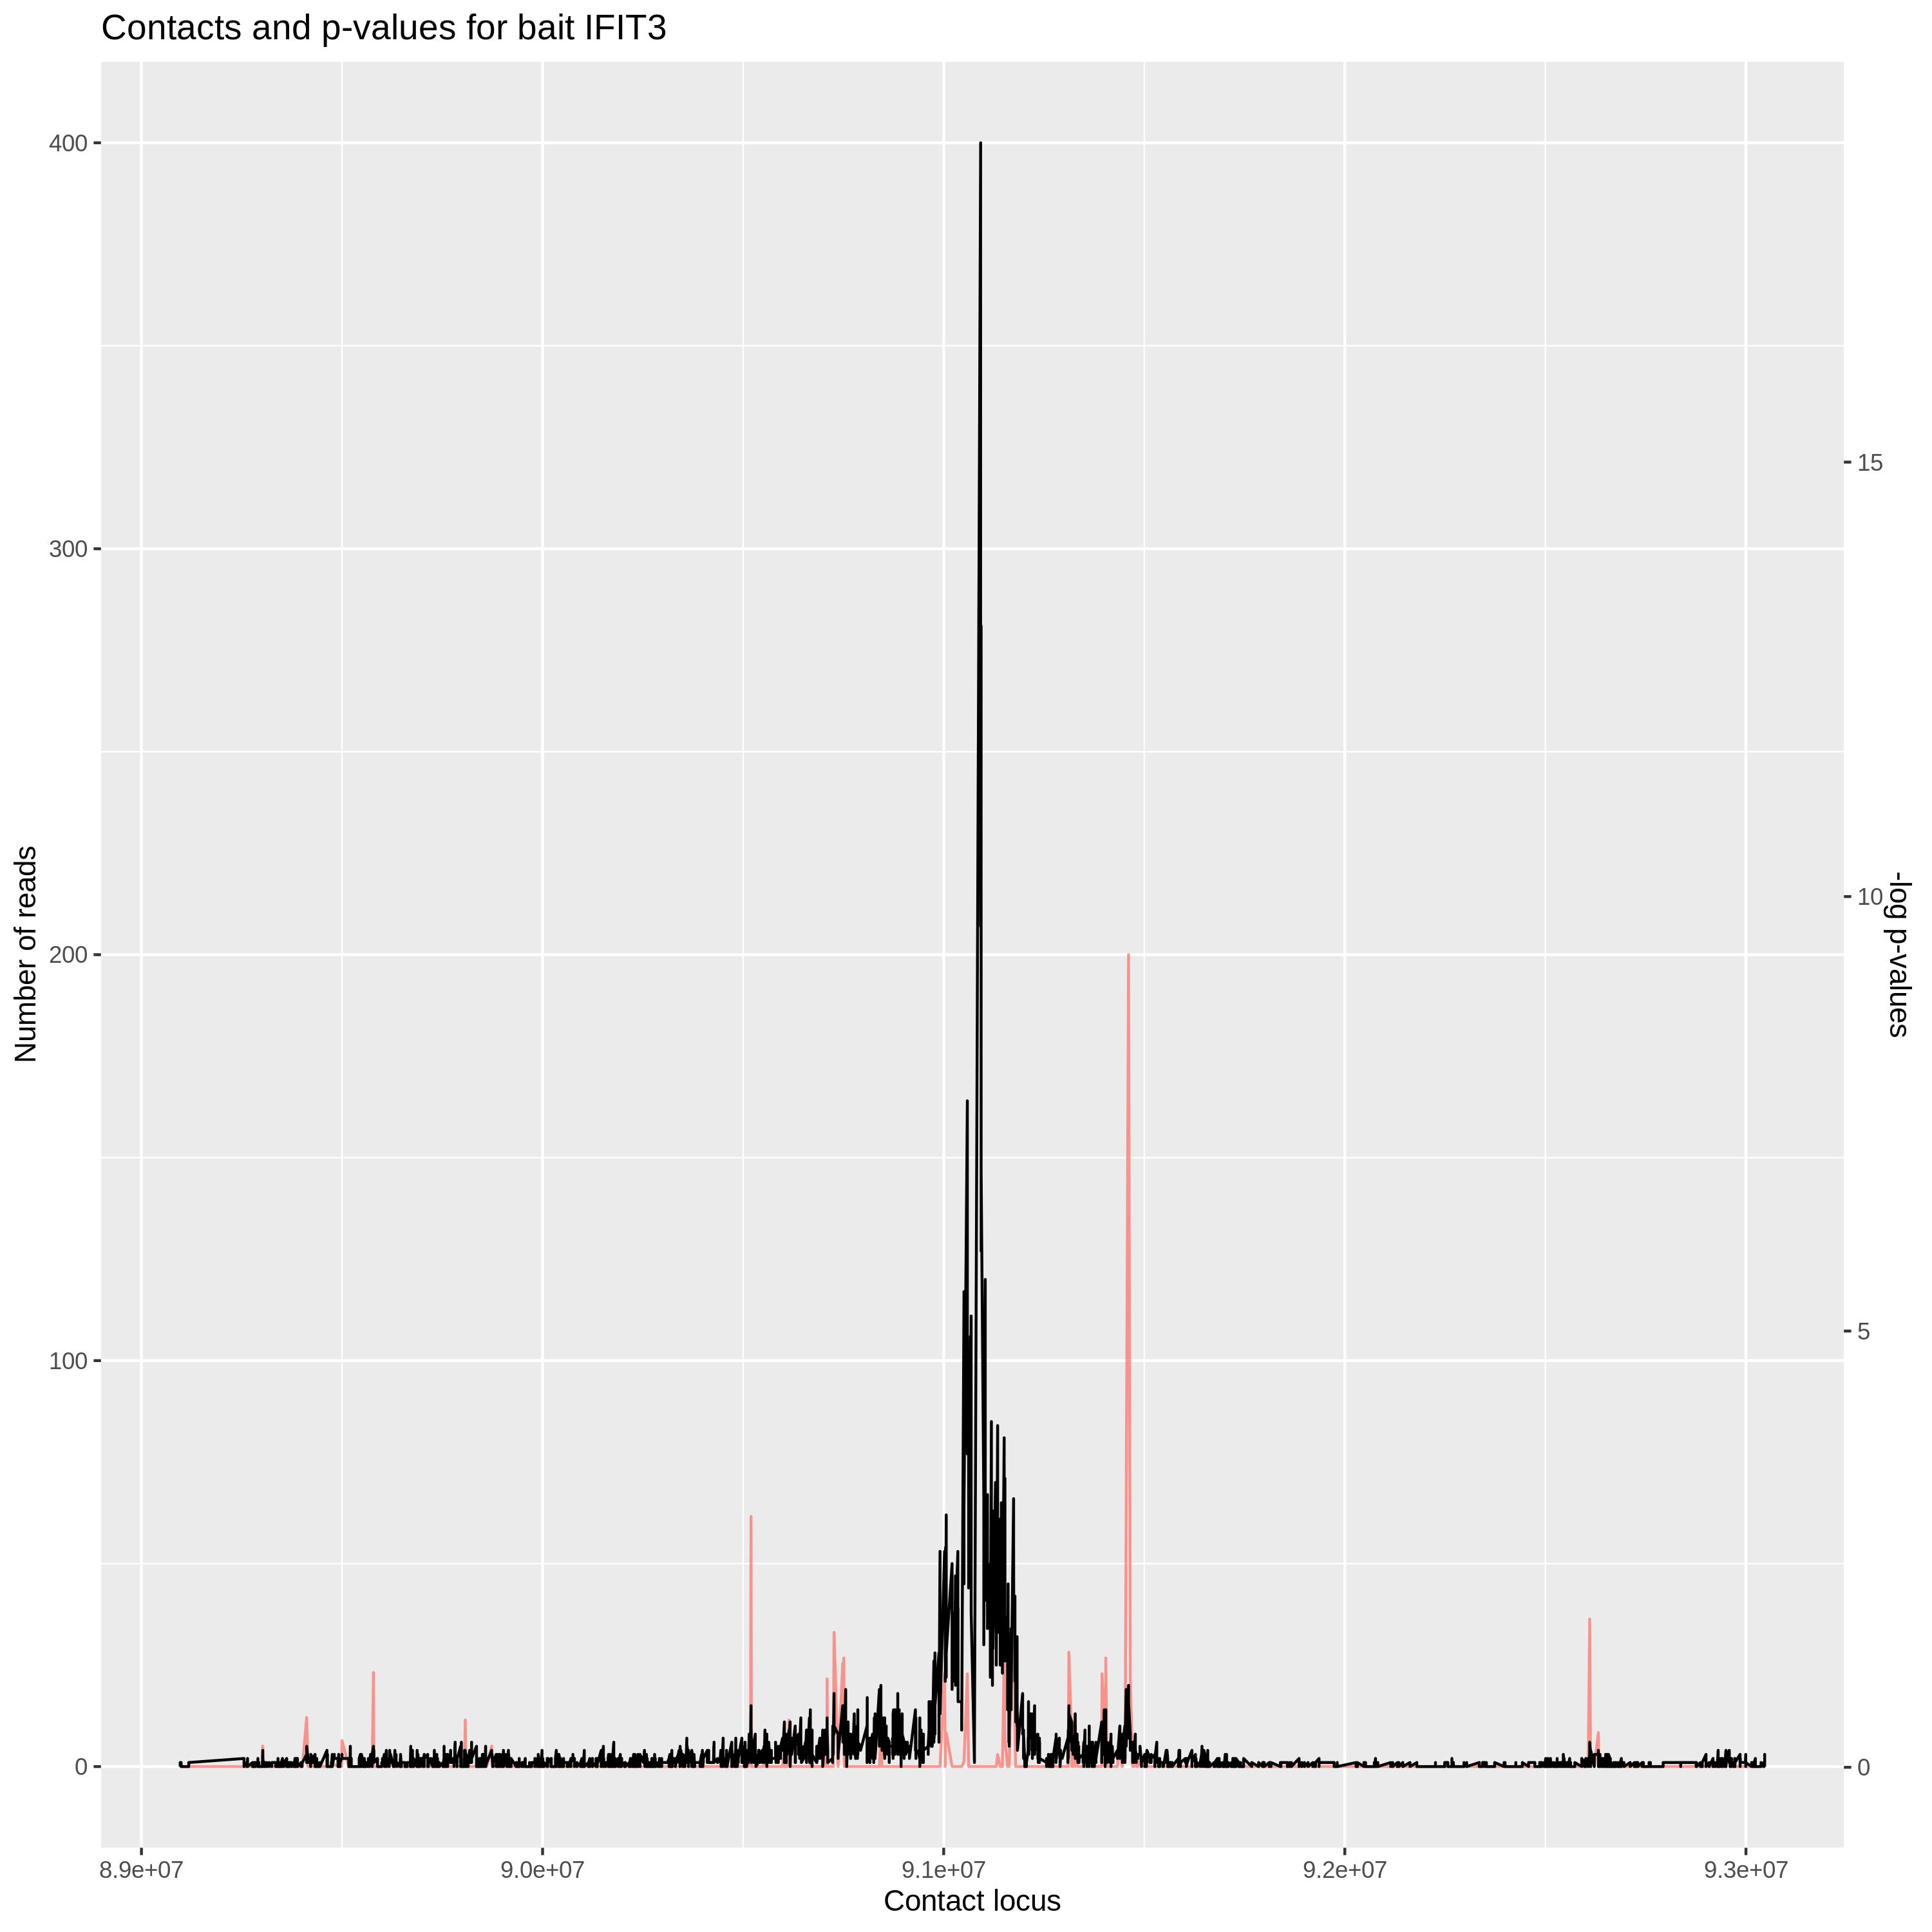 Contacts and p-values for bait IFIT3
400
300
200
100
0
Number of reads
15
10
5
0
-log p-values
8.9e+07
9.0e+07
9.1e+07
9.2e+07
9.3e+07
Contact locus